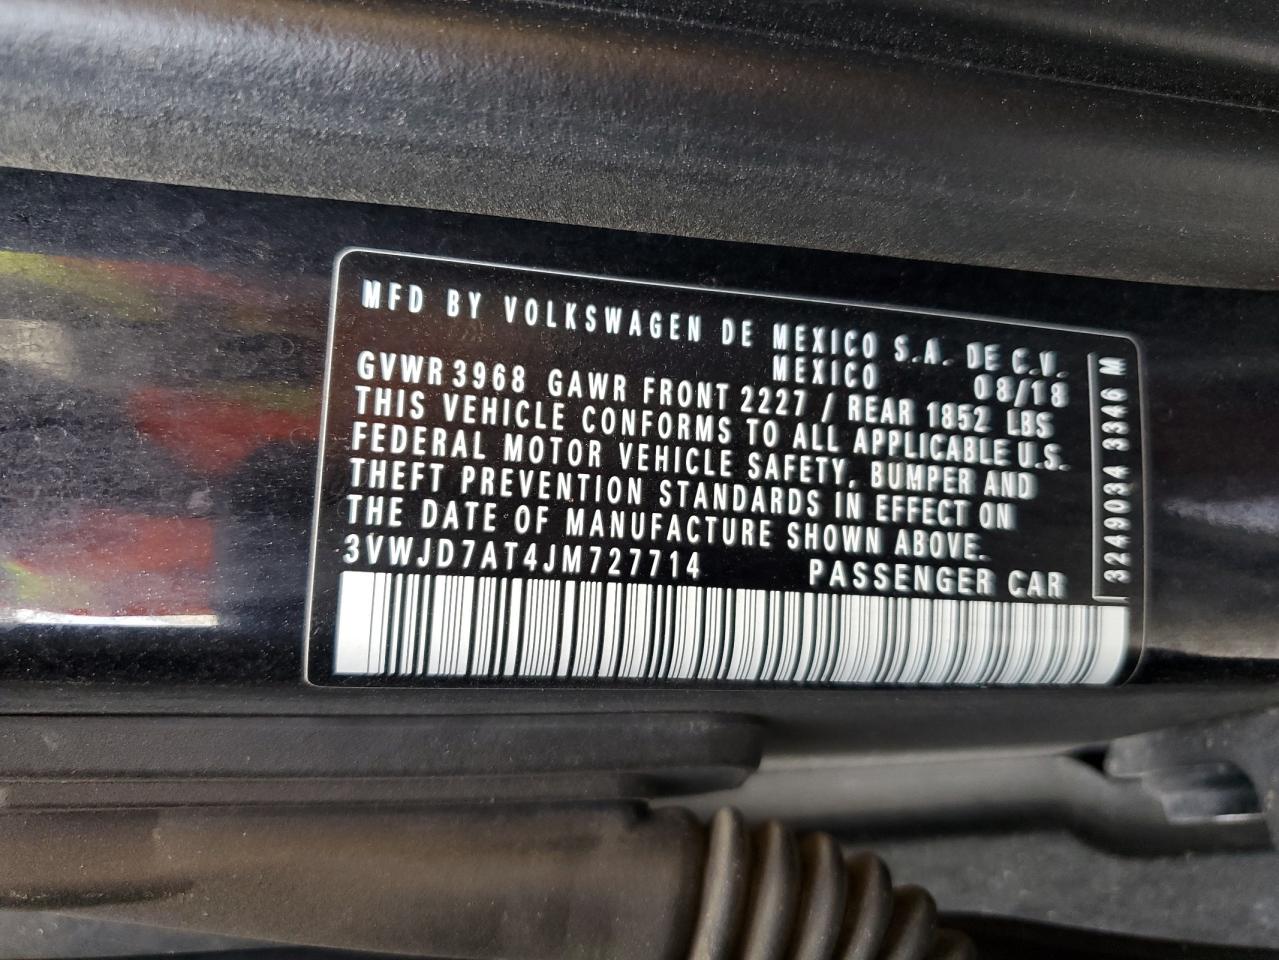 MFD BY VOLKSWAGEN DE MEXICO S.A. DE C.V.
MEXICO 08/18
GVWR 3968 GAWR FRONT 2227 / REAR 1852 LBS
THIS VEHICLE CONFORMS TO ALL APPLICABLE U.S.
FEDERAL MOTOR VEHICLE SAFETY, BUMPER AND
THEFT PREVENTION STANDARDS IN EFFECT ON
THE DATE OF MANUFACTURE SHOWN ABOVE.
3VWJD7AT4JM727714 PASSENGER CAR
3249034 3346 M